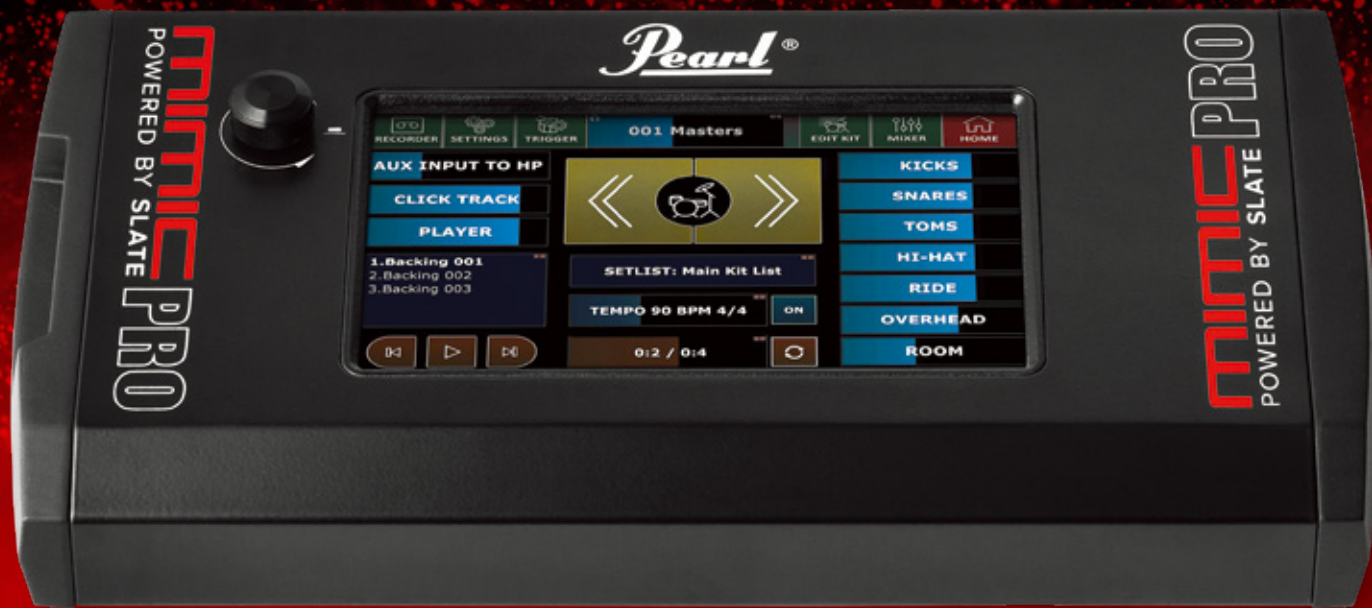 Pearl®
MIMIC PRO
POWERED BY SLATE
RECORDER
SETTINGS
TRIGGER
001 Masters
EDIT KIT
MIXER
HOME
AUX INPUT TO HP
CLICK TRACK
PLAYER
1.Backing 001
2.Backing 002
3.Backing 003
SETLIST: Main Kit List
TEMPO 90 BPM 4/4
ON
0:2 / 0:4
KICKS
SNARES
TOMS
HI-HAT
RIDE
OVERHEAD
ROOM
MIMIC PRO
POWERED BY SLATE